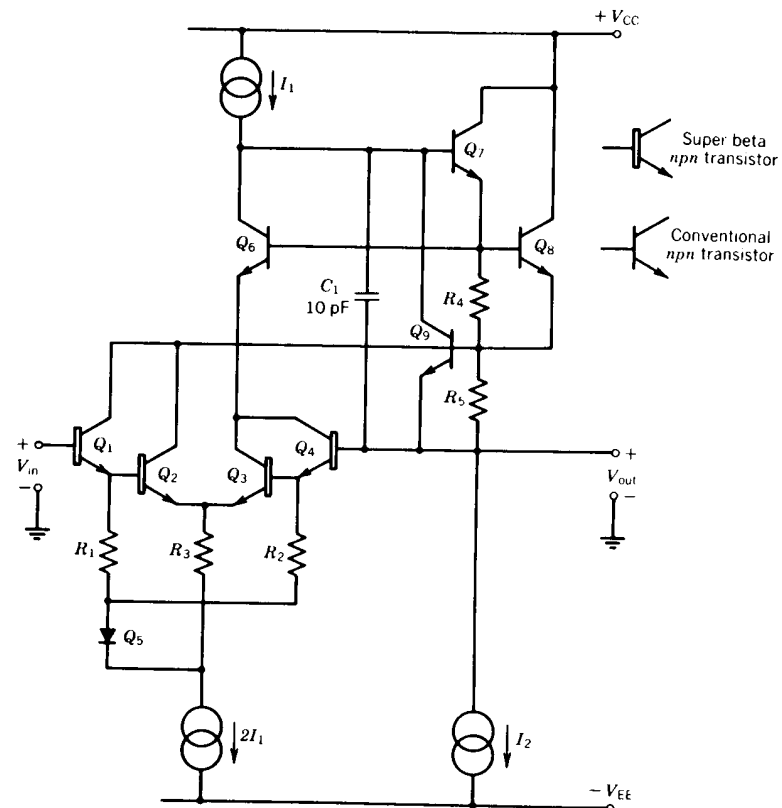 + VCC
I1
Q7
Super beta
npn transistor
Q6
Q8
Conventional
npn transistor
C1
10 pF
R4
Q9
R5
+
Q1
Q2
Q3
Q4
+
Vin
Vout
−
−
R1
R3
R2
Q5
2I1
I2
− VEE